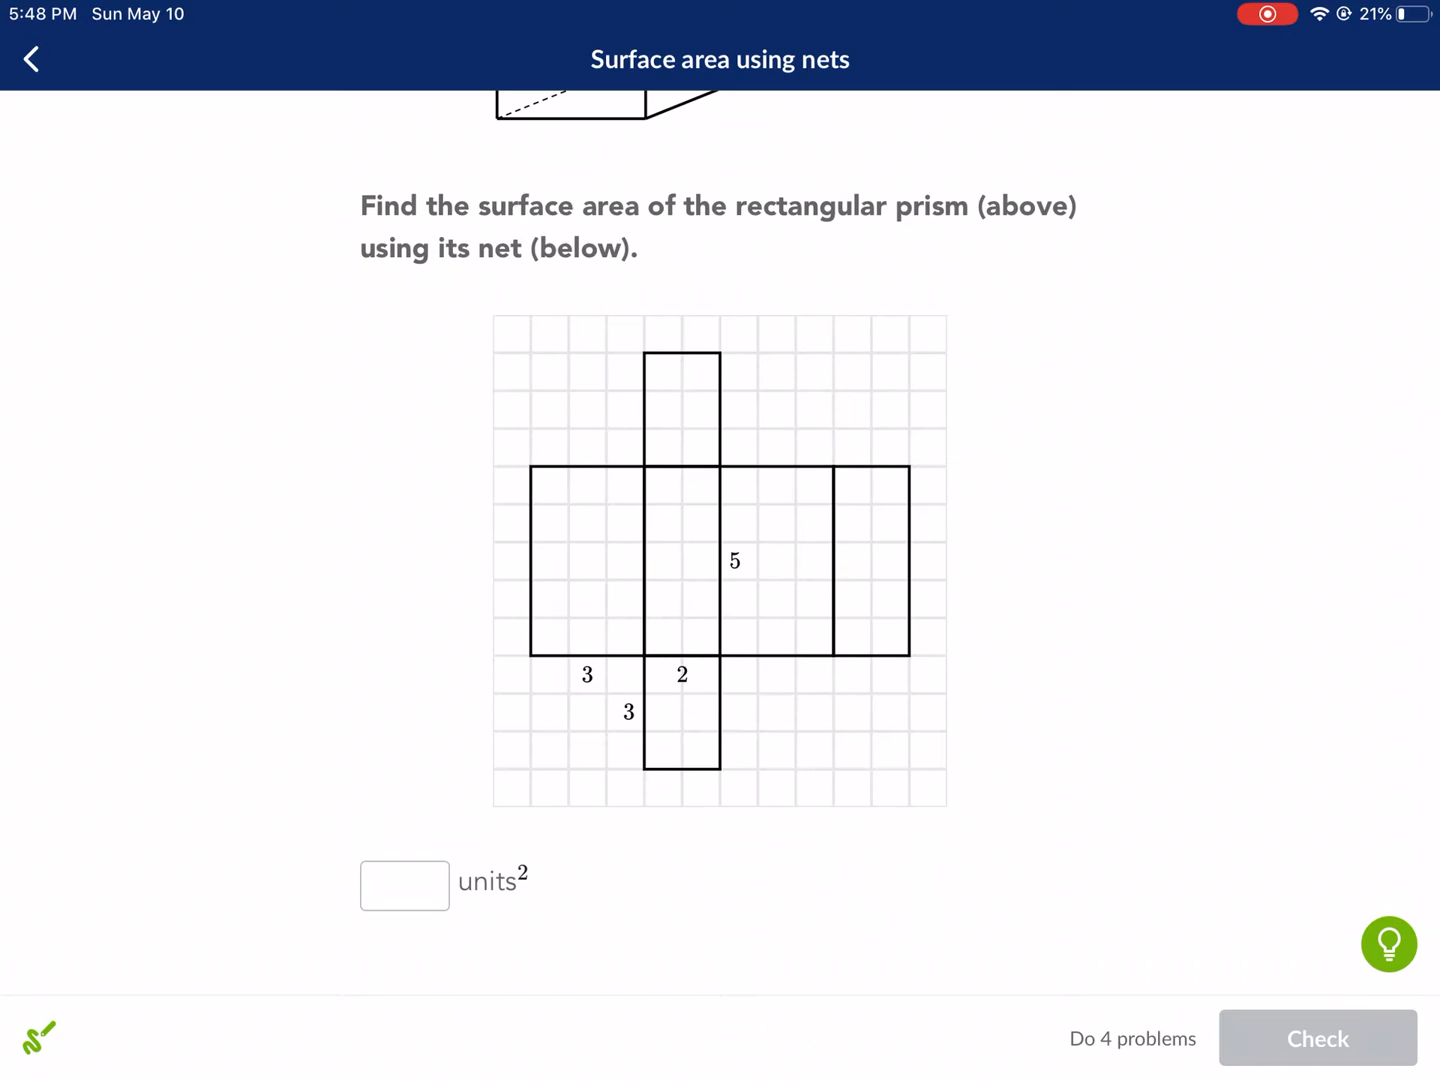 5:48 PM Sun May 10
21%
Surface area using nets
Find the surface area of the rectangular prism (above)
using its net (below).
5
3 2
3
units²
Do 4 problems Check